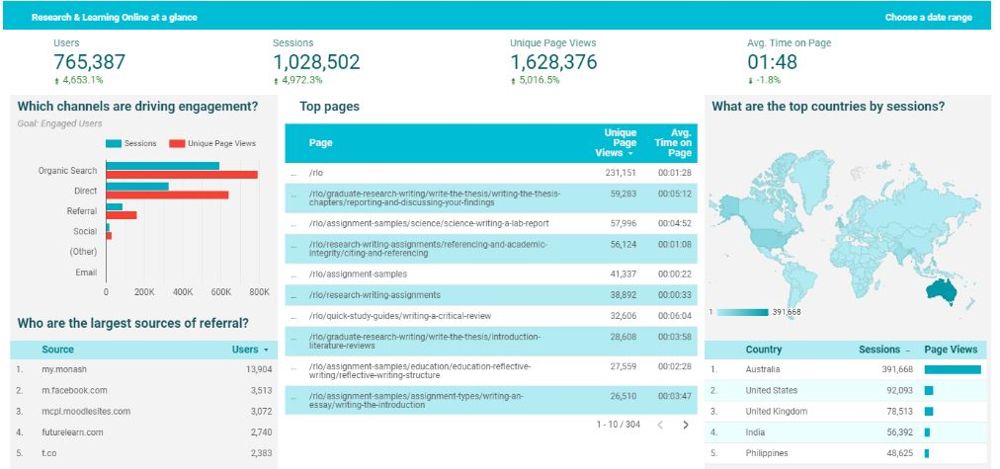 Research & Learning Online at a glance
Choose a date range
Users
765,387
4,653.1%
Sessions
1,028,502
4,972.3%
Unique Page Views
1,628,376
5,016.5%
Avg. Time on Page
01:48
-1.8%
Which channels are driving engagement?
Goal: Engaged Users
Sessions
Unique Page Views
Organic Search
Direct
Referral
Social
(Other)
Email
0 200K 400K 600K 800K
Who are the largest sources of referral?
Source Users
1. my.monash 13,904
2. m.facebook.com 3,513
3. mcpl.moodlesites.com 3,072
4. futurelearn.com 2,740
5. t.co 2,383
Top pages
Page
Unique
Page
Views
Avg.
Time on
Page
... /rlo 231,151 00:01:28
... /rlo/graduate-research-writing/write-the-thesis/writing-the-thesis-
chapters/reporting-and-discussing-your-findings 59,283 00:05:12
... /rlo/assignment-samples/science/science-writing-a-lab-report 57,996 00:04:52
... /rlo/research-writing-assignments/referencing-and-academic-
integrity/citing-and-referencing 56,124 00:01:08
... /rlo/assignment-samples 41,337 00:00:22
... /rlo/research-writing-assignments 38,892 00:00:33
... /rlo/quick-study-guides/writing-a-critical-review 32,606 00:06:04
... /rlo/graduate-research-writing/write-the-thesis/introduction-
literature-reviews 28,608 00:03:58
... /rlo/assignment-samples/education/education-reflective-
writing/reflective-writing-structure 27,559 00:02:28
... /rlo/assignment-samples/assignment-types/writing-an-
essay/writing-the-introduction 26,510 00:03:47
1 - 10 / 304
What are the top countries by sessions?
1 391,668
Country Sessions Page Views
1. Australia 391,668
2. United States 92,093
3. United Kingdom 78,513
4. India 56,392
5. Philippines 48,625